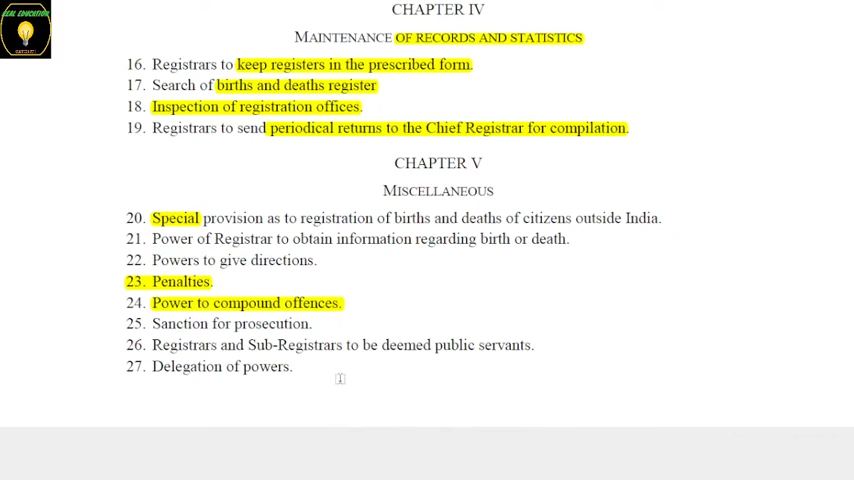 LEAL EDUCATION
CHAPTER IV
MAINTENANCE OF RECORDS AND STATISTICS
16. Registrars to keep registers in the prescribed form.
17. Search of births and deaths register
18. Inspection of registration offices.
19. Registrars to send periodical returns to the Chief Registrar for compilation.
CHAPTER V
MISCELLANEOUS
20. Special provision as to registration of births and deaths of citizens outside India.
21. Power of Registrar to obtain information regarding birth or death.
22. Powers to give directions.
23. Penalties.
24. Power to compound offences.
25. Sanction for prosecution.
26. Registrars and Sub-Registrars to be deemed public servants.
27. Delegation of powers.